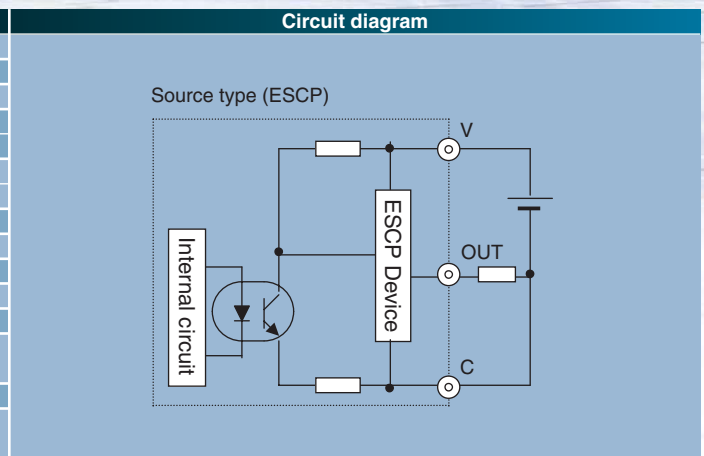 Circuit diagram
Source type (ESCP)
V
ESCP Device
OUT
Internal circuit
C